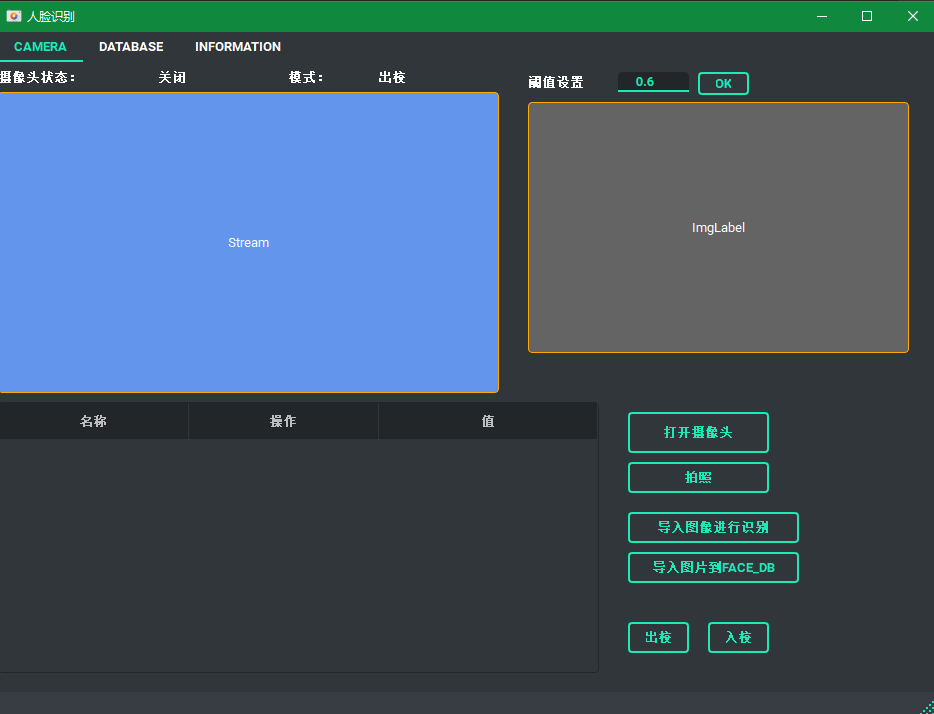 人脸识别
CAMERA DATABASE INFORMATION
摄像头状态： 关闭 模式： 出校
阈值设置 0.6 OK
Stream
ImgLabel
名称 操作 值
打开摄像头
拍照
导入图像进行识别
导入图片到FACE_DB
出校 入校